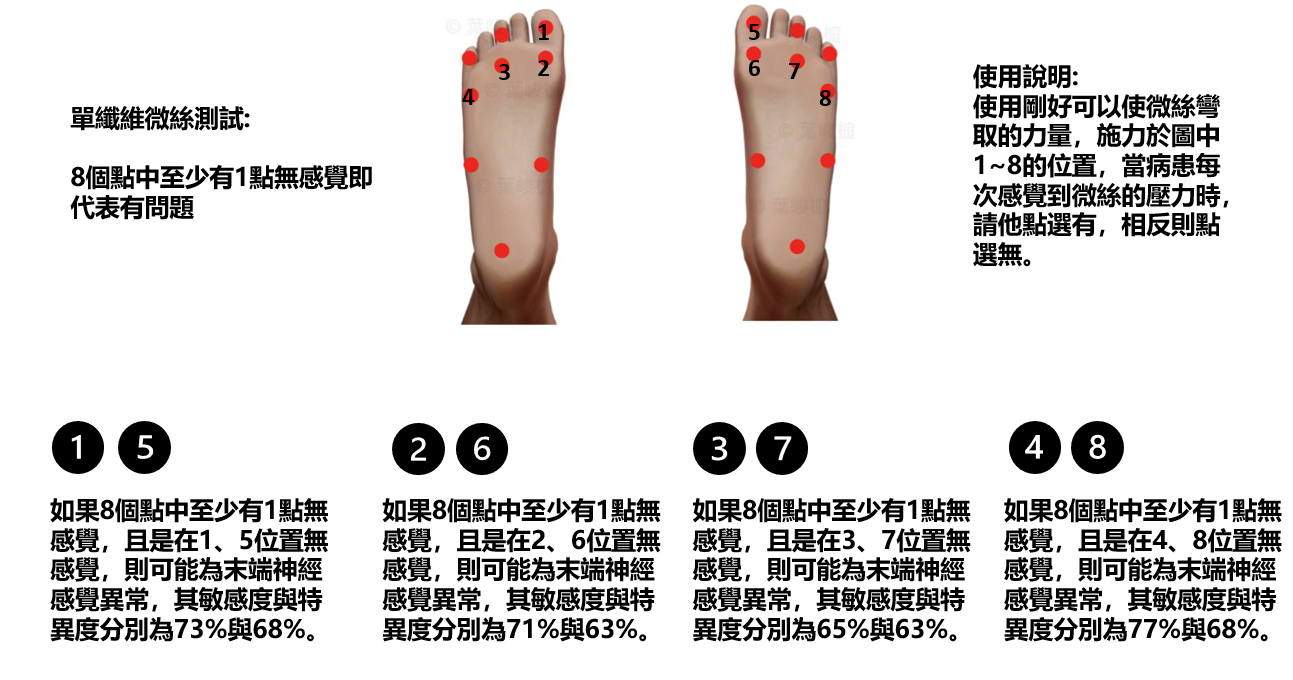 單纖維微絲測試:
8個點中至少有1點無感覺即
代表有問題
© 葉峻榳
1
2
3
4
5
6
7
8
使用說明:
使用剛好可以使微絲彎
取的力量，施力於圖中
1~8的位置，當病患每
次感覺到微絲的壓力時，
請他點選有，相反則點
選無。
1 5
如果8個點中至少有1點無
感覺，且是在1、5位置無
感覺，則可能為末端神經
感覺異常，其敏感度與特
異度分別為73%與68%。
2 6
如果8個點中至少有1點無
感覺，且是在2、6位置無
感覺，則可能為末端神經
感覺異常，其敏感度與特
異度分別為71%與63%。
3 7
如果8個點中至少有1點無
感覺，且是在3、7位置無
感覺，則可能為末端神經
感覺異常，其敏感度與特
異度分別為65%與63%。
4 8
如果8個點中至少有1點無
感覺，且是在4、8位置無
感覺，則可能為末端神經
感覺異常，其敏感度與特
異度分別為77%與68%。